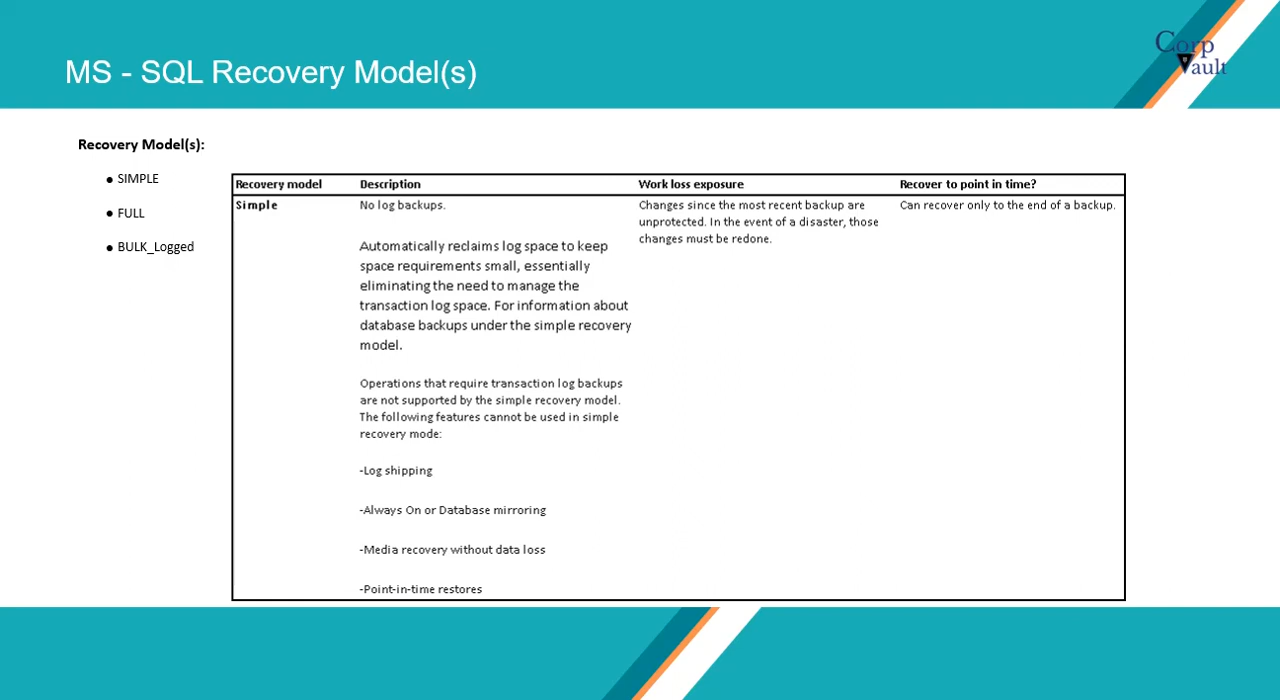 MS - SQL Recovery Model(s)
Corp
Vault
Recovery Model(s):
● SIMPLE
● FULL
● BULK_Logged
Recovery model Description Work loss exposure Recover to point in time?
Simple No log backups. Changes since the most recent backup are Can recover only to the end of a backup.
unprotected. In the event of a disaster, those
changes must be redone.
Automatically reclaims log space to keep
space requirements small, essentially
eliminating the need to manage the
transaction log space. For information about
database backups under the simple recovery
model.
Operations that require transaction log backups
are not supported by the simple recovery model.
The following features cannot be used in simple
recovery mode:
-Log shipping
-Always On or Database mirroring
-Media recovery without data loss
-Point-in-time restores